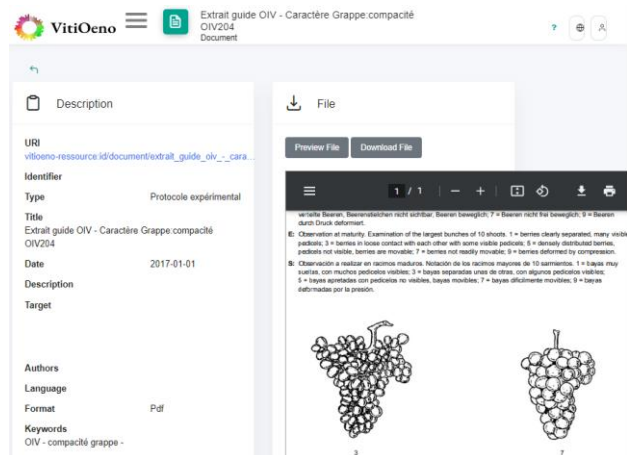 VitiOeno
Extrait guide OIV - Caractère Grappe:compacité
OIV204
Document
?
Description
URI
vitioeno-ressource:id/document/extrait_guide_oiv_-_cara...
Identifier
Type Protocole expérimental
Title
Extrait guide OIV - Caractère Grappe:compacité
OIV204
Date 2017-01-01
Description
Target
Authors
Language
Format Pdf
Keywords
OIV - compacité grappe -
File
Preview File Download File
1 / 1
verteilte Beeren, Beerenstielchen nicht sichtbar, Beeren beweglich; 7 = Beeren nicht frei beweglich; 9 = Beeren
durch Druck deformiert.
E: Observation at maturity. Examination of the largest bunches of 10 shoots. 1 = berries clearly separated, many visible
pedicels; 3 = berries in loose contact with each other with some visible pedicels; 5 = densely distributed berries,
pedicels not visible, berries are movable; 7 = berries not readily movable; 9 = berries deformed by compression.
S: Observación a realizar en racimos maduros. Notación de los racimos mayores de 10 sarmientos. 1 = bayas muy
sueltas, con muchos pedicelos visibles; 3 = bayas separadas unas de otras, con algunos pedicelos visibles;
5 = bayas apretadas con pedicelos no visibles, bayas movibles; 7 = bayas dificilmente movibles; 9 = bayas
deformadas por la presión.
3 7